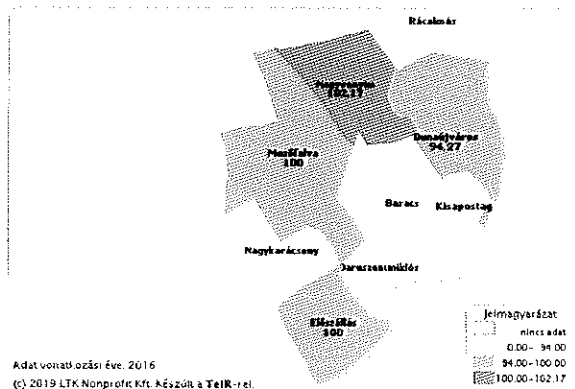 Rácalmás
Nagyvenyim
102,17
Dunaújváros
94,27
Mezőfalva
100
Baracs
Kisapostag
Nagykarácsony
Daruszentmiklós
Előszállás
100
Jelmagyarázat
nincs adat
0.00- 94.00
94.00-100.00
100.00-102.17
Adat vonatkozási éve: 2016
(c) 2019 LTK Nonprofit Kft. Készült a TeIR-rel.